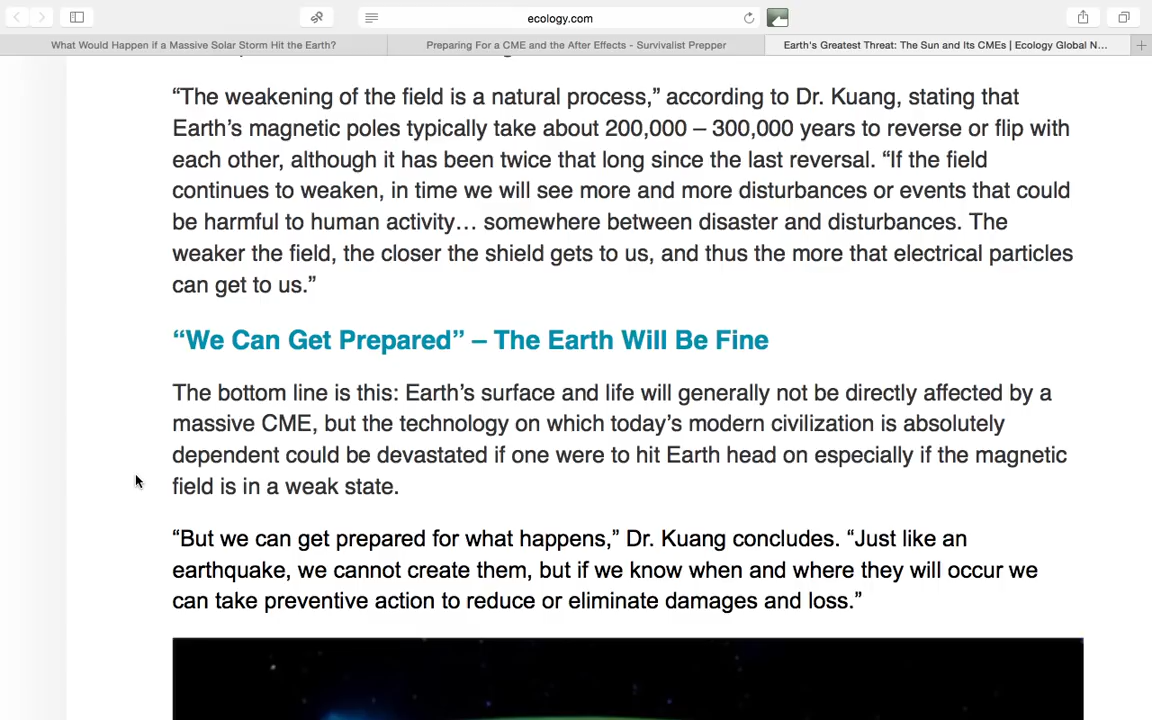 ecology.com
What Would Happen if a Massive Solar Storm Hit the Earth?
Preparing For a CME and the After Effects - Survivalist Prepper
Earth's Greatest Threat: The Sun and Its CMEs | Ecology Global N...
“The weakening of the field is a natural process,” according to Dr. Kuang, stating that
Earth’s magnetic poles typically take about 200,000 – 300,000 years to reverse or flip with
each other, although it has been twice that long since the last reversal. “If the field
continues to weaken, in time we will see more and more disturbances or events that could
be harmful to human activity… somewhere between disaster and disturbances. The
weaker the field, the closer the shield gets to us, and thus the more that electrical particles
can get to us.”
“We Can Get Prepared” – The Earth Will Be Fine
The bottom line is this: Earth’s surface and life will generally not be directly affected by a
massive CME, but the technology on which today’s modern civilization is absolutely
dependent could be devastated if one were to hit Earth head on especially if the magnetic
field is in a weak state.
“But we can get prepared for what happens,” Dr. Kuang concludes. “Just like an
earthquake, we cannot create them, but if we know when and where they will occur we
can take preventive action to reduce or eliminate damages and loss.”